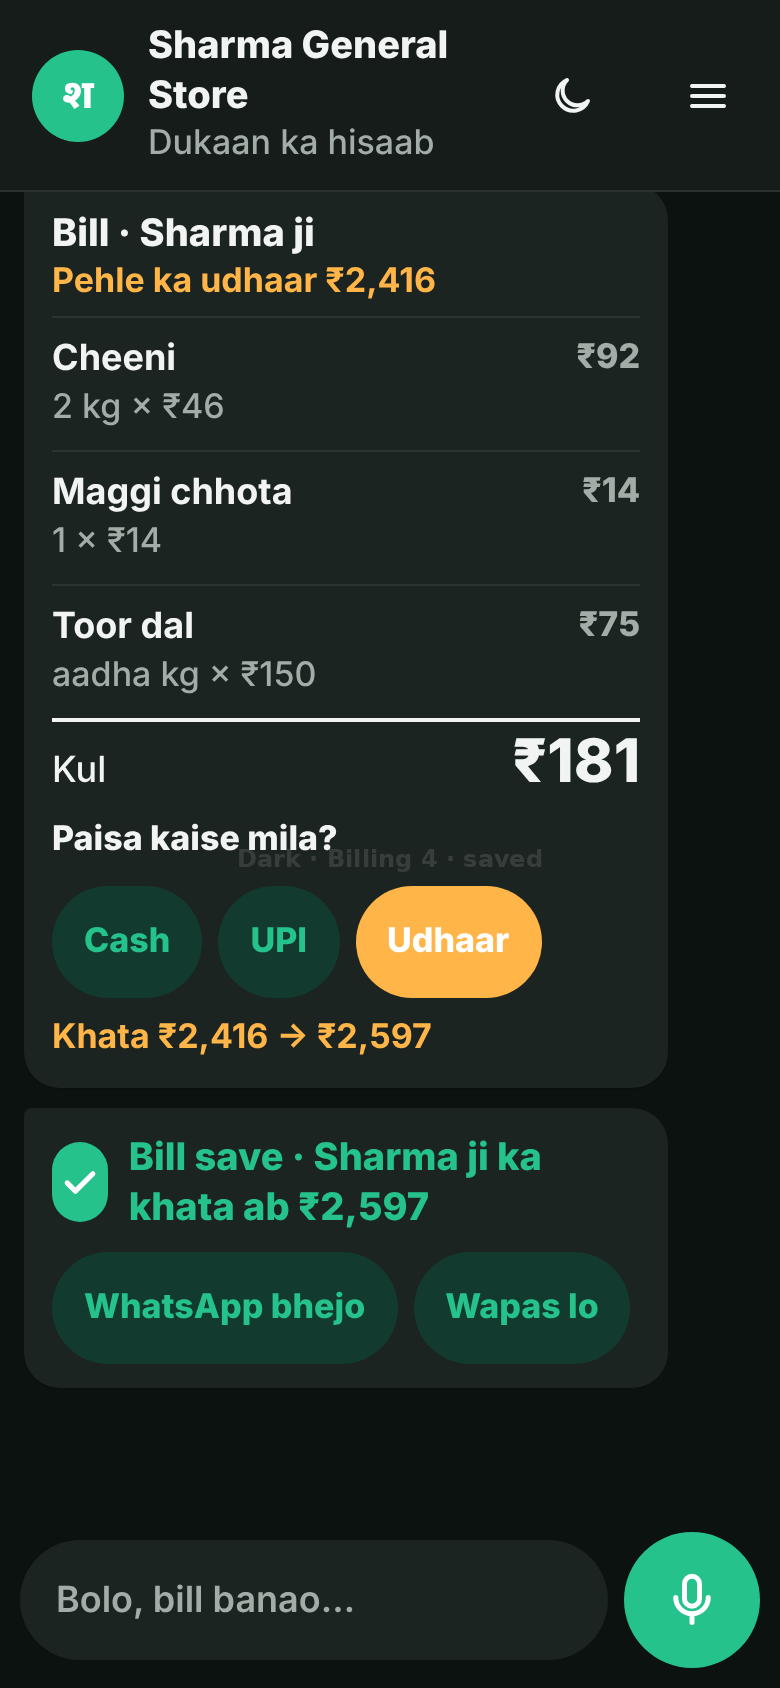 श
Sharma General
Store
Dukaan ka hisaab
Bill · Sharma ji
Pehle ka udhaar ₹2,416
Cheeni ₹92
2 kg × ₹46
Maggi chhota ₹14
1 × ₹14
Toor dal ₹75
aadha kg × ₹150
Kul ₹181
Paisa kaise mila?
Dark · Billing 4 · saved
Cash UPI Udhaar
Khata ₹2,416 → ₹2,597
Bill save · Sharma ji ka
khata ab ₹2,597
WhatsApp bhejo Wapas lo
Bolo, bill banao...